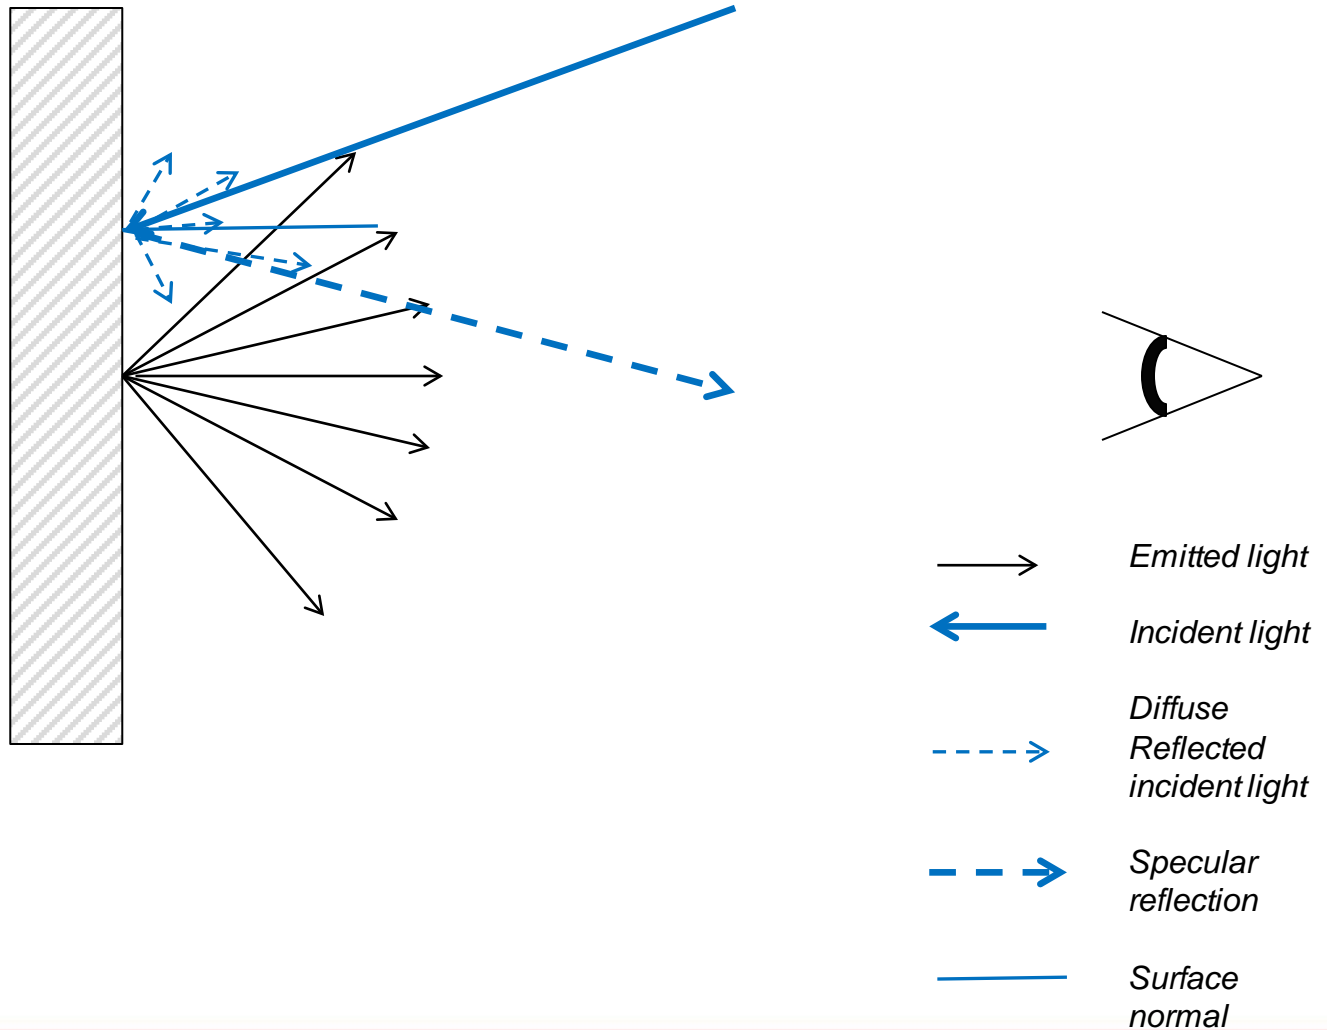 Emitted light
Incident light
Diffuse
Reflected
incident light
Specular
reflection
Surface
normal